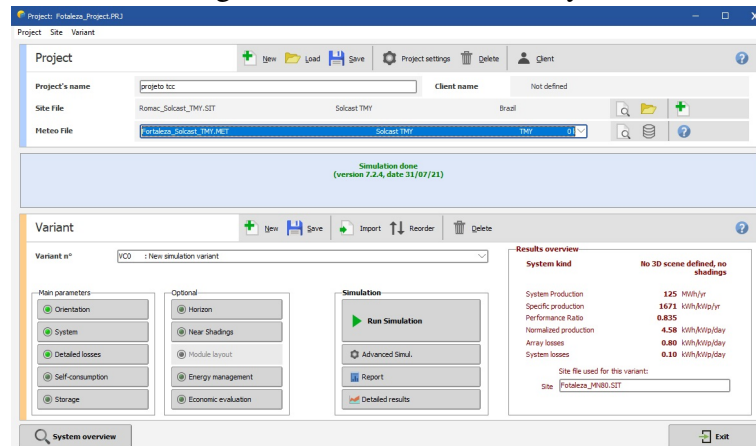 Project: Fotaleza_Project.PRJ
Project Site Variant
Project New Load Save Project settings Delete Client
Project's name projeto tcc Client name Not defined
Site File Romac_Solcast_TMY.SIT Solcast TMY Brazil
Meteo File Fortaleza_Solcast_TMY.MET Solcast TMY TMY 0
Simulation done
(version 7.2.4, date 31/07/21)
Variant New Save Import Reorder Delete
Variant n° VC0 : New simulation variant
Results overview
System kind No 3D scene defined, no
shadings
Main parameters
Orientation
System
Detailed losses
Self-consumption
Storage
Optional
Horizon
Near Shadings
Module layout
Energy management
Economic evaluation
Simulation
Run Simulation
Advanced Simul.
Report
Detailed results
System Production 125 MWh/yr
Specific production 1671 kWh/kWp/yr
Performance Ratio 0.835
Normalized production 4.58 kWh/kWp/day
Array losses 0.80 kWh/kWp/day
System losses 0.10 kWh/kWp/day
Site file used for this variant:
Site Fotaleza_MN80.SIT
System overview Exit